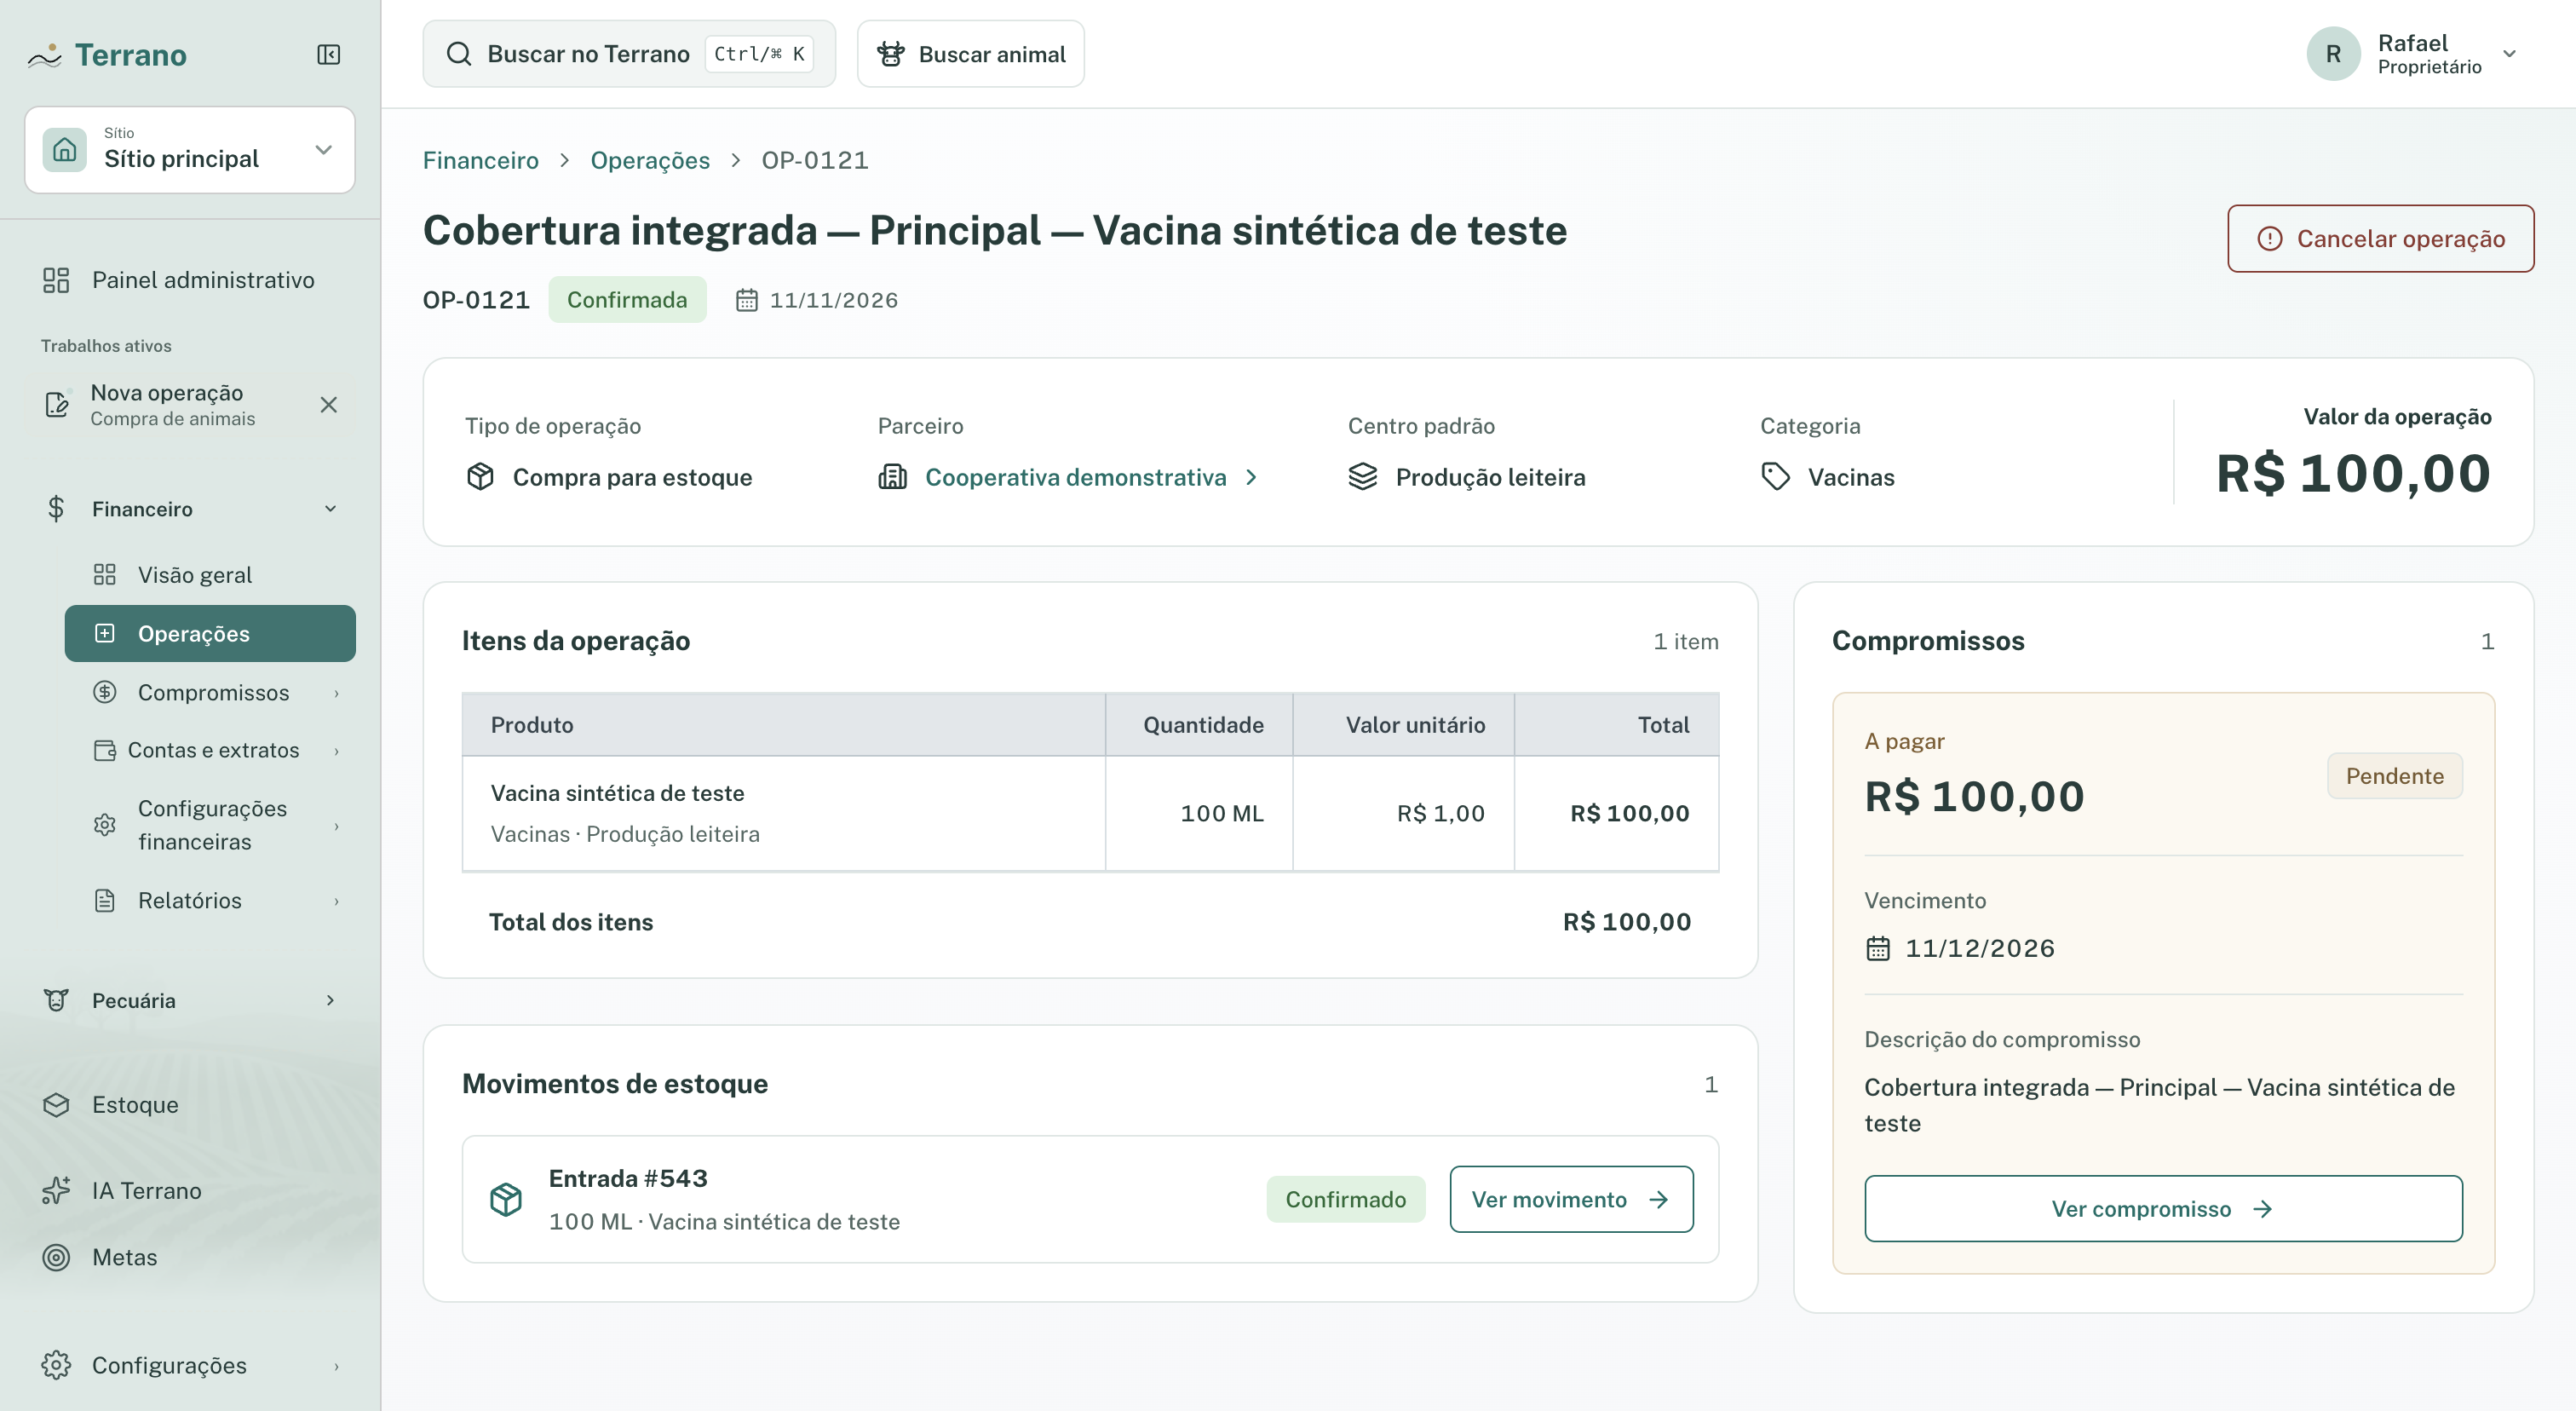 Terrano
Sítio
Sítio principal
Painel administrativo
Trabalhos ativos
Nova operação
Compra de animais
Financeiro
Visão geral
Operações
Compromissos
Contas e extratos
Configurações
financeiras
Relatórios
Pecuária
Estoque
IA Terrano
Metas
Configurações
Buscar no Terrano Ctrl/⌘ K
Buscar animal
R
Rafael
Proprietário
Financeiro > Operações > OP-0121
Cobertura integrada — Principal — Vacina sintética de teste
Cancelar operação
OP-0121 Confirmada 11/11/2026
Tipo de operação
Compra para estoque
Parceiro
Cooperativa demonstrativa
Centro padrão
Produção leiteira
Categoria
Vacinas
Valor da operação
R$ 100,00
Itens da operação 1 item
Produto Quantidade Valor unitário Total
Vacina sintética de teste
Vacinas · Produção leiteira
100 ML R$ 1,00 R$ 100,00
Total dos itens R$ 100,00
Movimentos de estoque 1
Entrada #543
100 ML · Vacina sintética de teste
Confirmado
Ver movimento →
Compromissos 1
A pagar
R$ 100,00
Pendente
Vencimento
11/12/2026
Descrição do compromisso
Cobertura integrada — Principal — Vacina sintética de
teste
Ver compromisso →